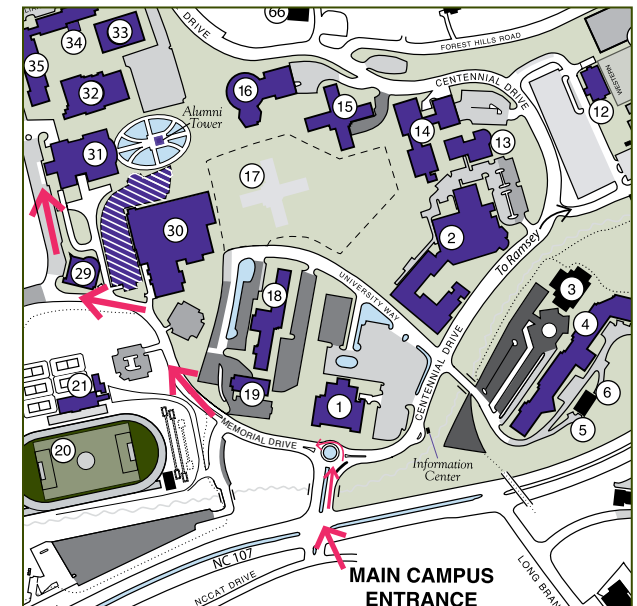 66
34
33
DRIVE
FOREST HILLS ROAD
35
32
16
15
CENTENNIAL DRIVE
WESTERN
12
Alumni
Tower
14
13
31
17
30
2
To Ramsey
29
18
UNIVERSITY WAY
3
4
CENTENNIAL DRIVE
21
19
1
6
5
MEMORIAL DRIVE
20
Information
Center
NC 107
NCCAT DRIVE
MAIN CAMPUS
ENTRANCE
LONG BRAN